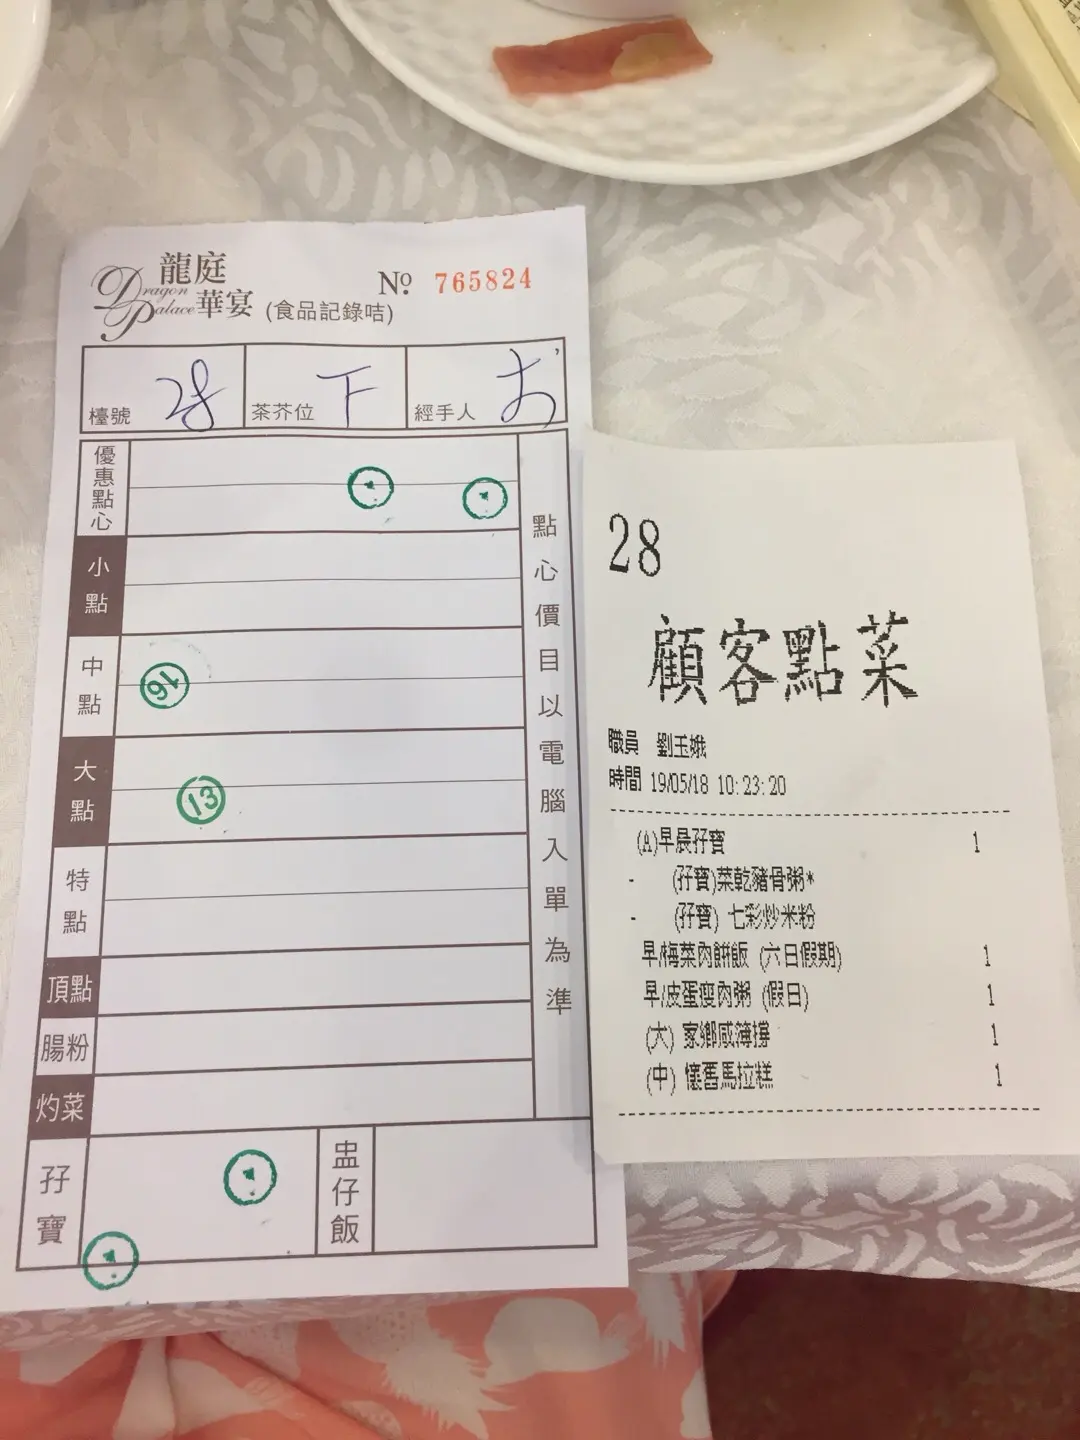 龍庭
Dragon
Palace 華宴 (食品記錄咭)
Nº 765824
檯號 28
茶芥位 下
經手人
優惠點心
小點
中點
16
大點
13
特點
頂點
腸粉
灼菜
孖寶
盅仔飯
點心價目以電腦入單為準
28
顧客點菜
職員 劉玉娥
時間 19/05/18 10:23:20
(A)早晨孖寶 1
- (孖寶)菜乾豬骨粥*
- (孖寶) 七彩炒米粉
早/梅菜肉餅飯 (六日假期) 1
早/皮蛋瘦肉粥 (假日) 1
(大) 家鄉咸薄撐 1
(中) 懷舊馬拉糕 1